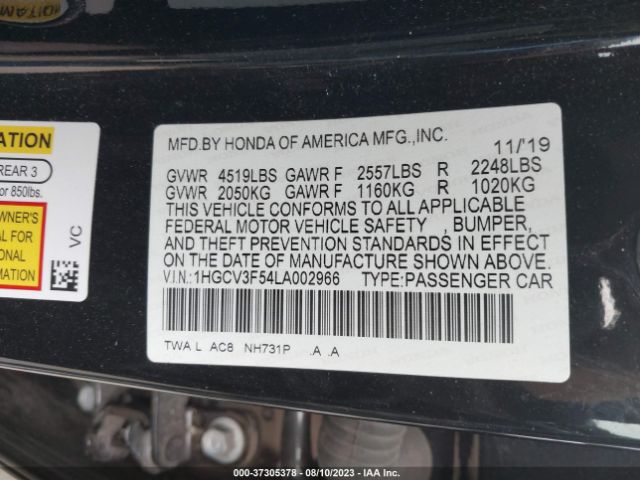 ATION
REAR 3
or 850lbs.
WNER'S
AL FOR
ONAL
RMATION
VC
MFD.BY HONDA OF AMERICA MFG.,INC. 11/'19
GVWR 4519LBS GAWR F 2557LBS R 2248LBS
GVWR 2050KG GAWR F 1160KG R 1020KG
THIS VEHICLE CONFORMS TO ALL APPLICABLE
FEDERAL MOTOR VEHICLE SAFETY , BUMPER,
AND THEFT PREVENTION STANDARDS IN EFFECT
ON THE DATE OF MANUFACTURE SHOWN ABOVE.
V.I.N.:1HGCV3F54LA002966 TYPE:PASSENGER CAR
TWA L AC8 NH731P .A .A
000-37305378 - 08/10/2023 - IAA Inc.